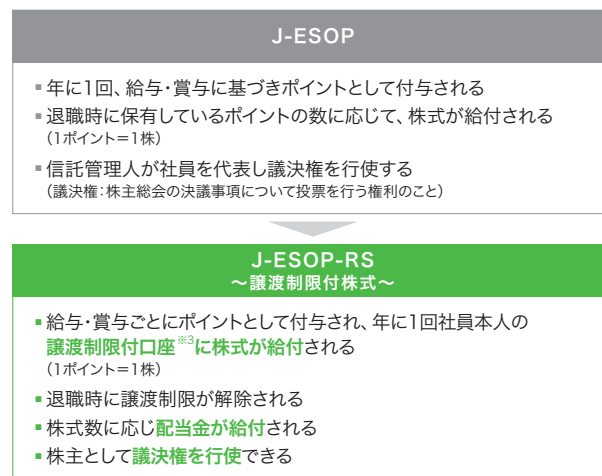 J-ESOP
▪年に1回、給与・賞与に基づきポイントとして付与される
▪退職時に保有しているポイントの数に応じて、株式が給付される
(1ポイント=1株)
▪信託管理人が社員を代表し議決権を行使する
(議決権:株主総会の決議事項について投票を行う権利のこと)
J-ESOP-RS
~譲渡制限付株式~
▪給与・賞与ごとにポイントとして付与され、年に1回社員本人の
譲渡制限付口座※3に株式が給付される
(1ポイント=1株)
▪退職時に譲渡制限が解除される
▪株式数に応じ配当金が給付される
▪株主として議決権を行使できる